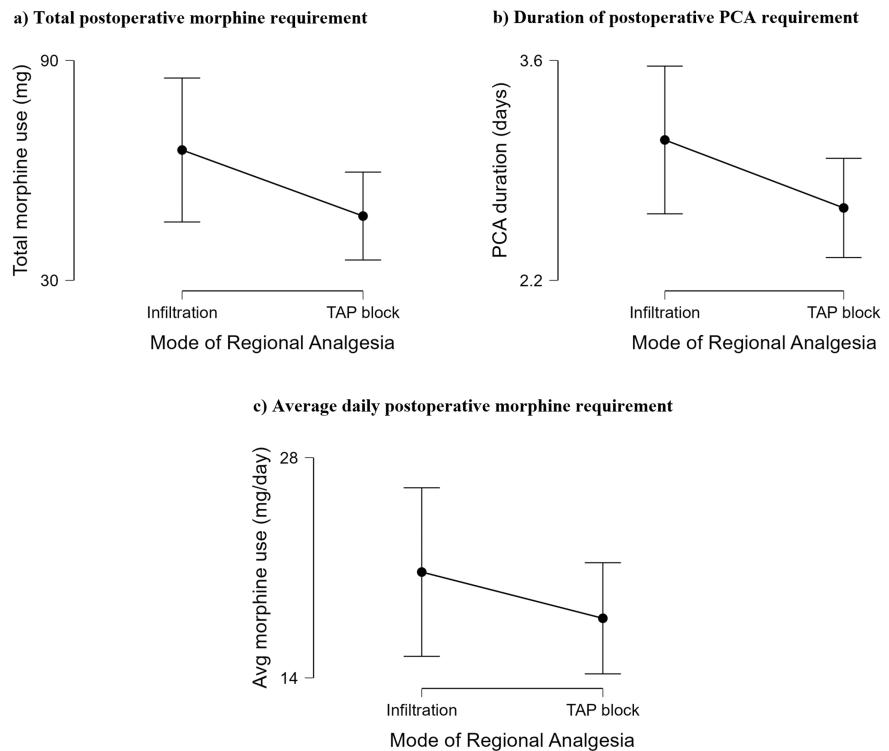 a) Total postoperative morphine requirement
90
30
Total morphine use (mg)
Infiltration
TAP block
Mode of Regional Analgesia
b) Duration of postoperative PCA requirement
3.6
2.2
PCA duration (days)
Infiltration
TAP block
Mode of Regional Analgesia
c) Average daily postoperative morphine requirement
28
14
Avg morphine use (mg/day)
Infiltration
TAP block
Mode of Regional Analgesia